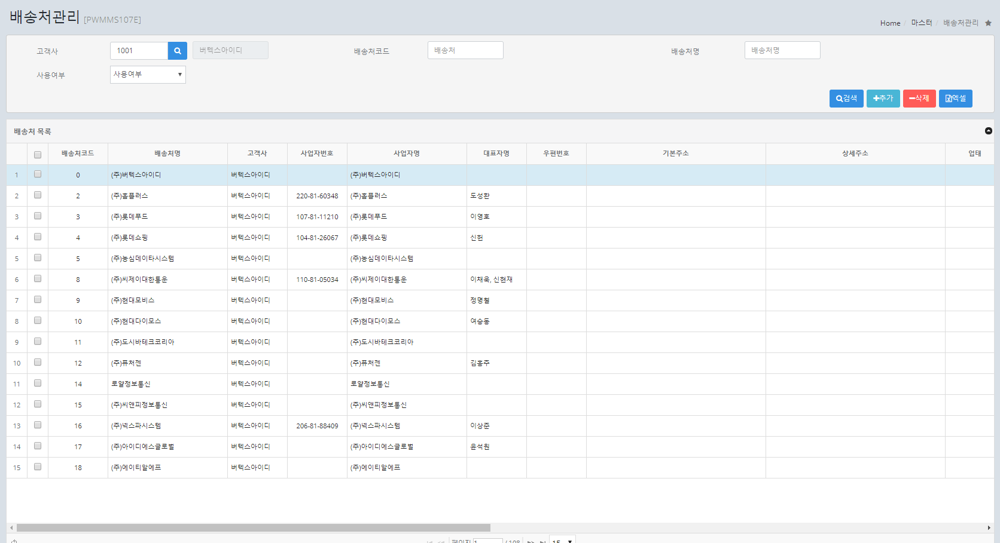 배송처관리 [PWMMS107E]
Home / 마스터 / 배송처관리
고객사 1001 버텍스아이디 배송처코드 배송처 배송처명 배송처명
사용여부 사용여부
검색 추가 삭제 엑셀
배송처 목록
배송처코드 배송처명 고객사 사업자번호 사업자명 대표자명 우편번호 기본주소 상세주소 업태
1 0 (주)버텍스아이디 버텍스아이디 (주)버텍스아이디
2 2 (주)홈플러스 버텍스아이디 220-81-60348 (주)홈플러스 도성환
3 3 (주)롯데푸드 버텍스아이디 107-81-11210 (주)롯데푸드 이영호
4 4 (주)롯데쇼핑 버텍스아이디 104-81-26067 (주)롯데쇼핑 신헌
5 5 (주)농심데이타시스템 버텍스아이디 (주)농심데이타시스템
6 8 (주)씨제이대한통운 버텍스아이디 110-81-05034 (주)씨제이대한통운 이채욱, 신현재
7 9 (주)현대모비스 버텍스아이디 (주)현대모비스 정명철
8 10 (주)현대다이모스 버텍스아이디 (주)현대다이모스 여승동
9 11 (주)도시바테크코리아 버텍스아이디 (주)도시바테크코리아
10 12 (주)퓨처젠 버텍스아이디 (주)퓨처젠 김홍주
11 14 로얄정보통신 버텍스아이디 로얄정보통신
12 15 (주)씨앤피정보통신 버텍스아이디 (주)씨앤피정보통신
13 16 (주)넥스파시스템 버텍스아이디 206-81-88409 (주)넥스파시스템 이상준
14 17 (주)아이디에스글로벌 버텍스아이디 (주)아이디에스글로벌 윤석원
15 18 (주)에이티알에프 버텍스아이디 (주)에이티알에프
페이지 1 / 108 15